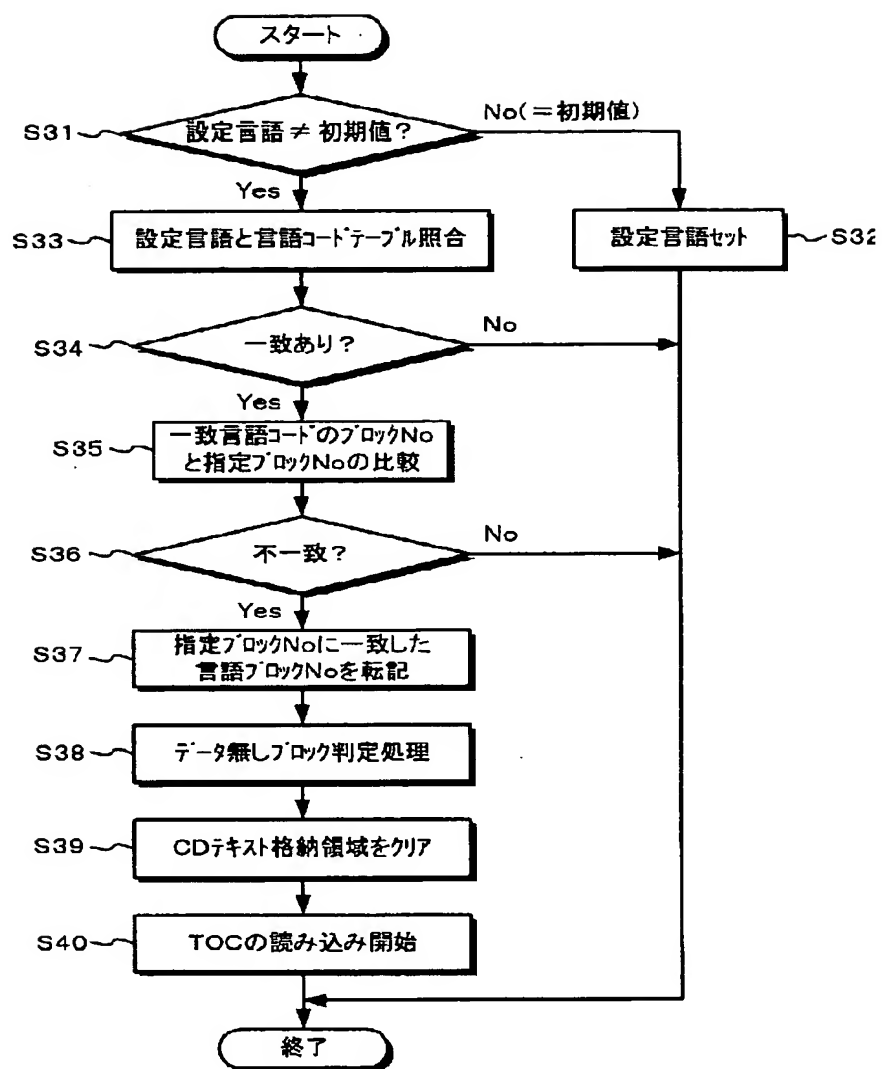 スタート
S31
設定言語≠初期値?
No(=初期値)
Yes
S33
設定言語と言語コードテーブル照合
設定言語セット
S32
S34
一致あり?
No
Yes
S35
一致言語コードのブロックNo
と指定ブロックNoの比較
S36
不一致?
No
Yes
S37
指定ブロックNoに一致した
言語ブロックNoを転記
S38
データ無しブロック判定処理
S39
CDテキスト格納領域をクリア
S40
TOCの読み込み開始
終了